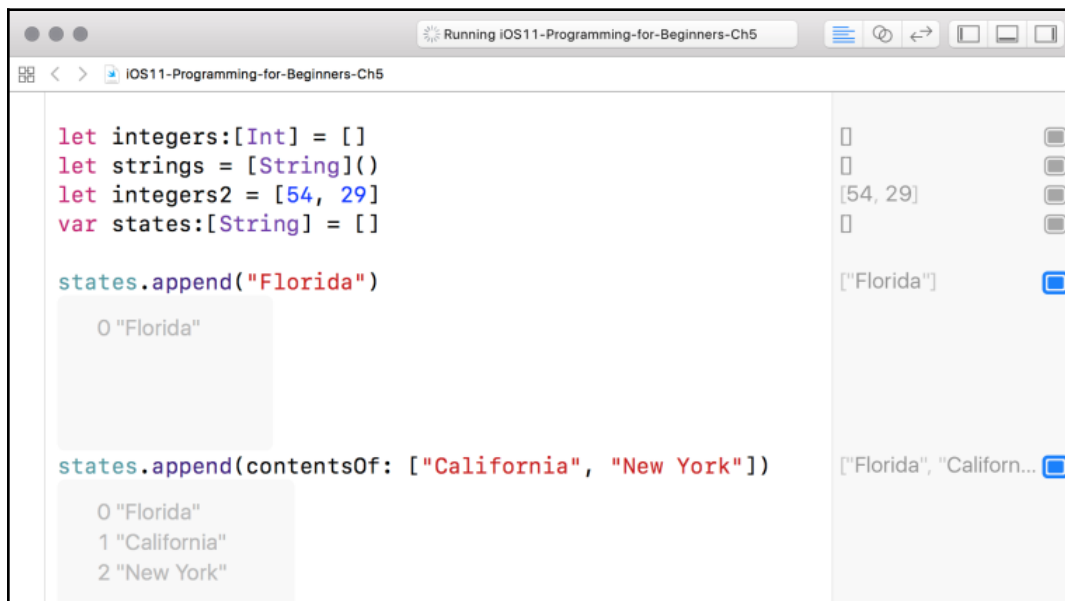 Running iOS11-Programming-for-Beginners-Ch5
iOS11-Programming-for-Beginners-Ch5
let integers:[Int] = [] []
let strings = [String]() []
let integers2 = [54, 29] [54, 29]
var states:[String] = [] []
states.append("Florida") ["Florida"]
0 "Florida"
states.append(contentsOf: ["California", "New York"]) ["Florida", "Californ...
0 "Florida"
1 "California"
2 "New York"